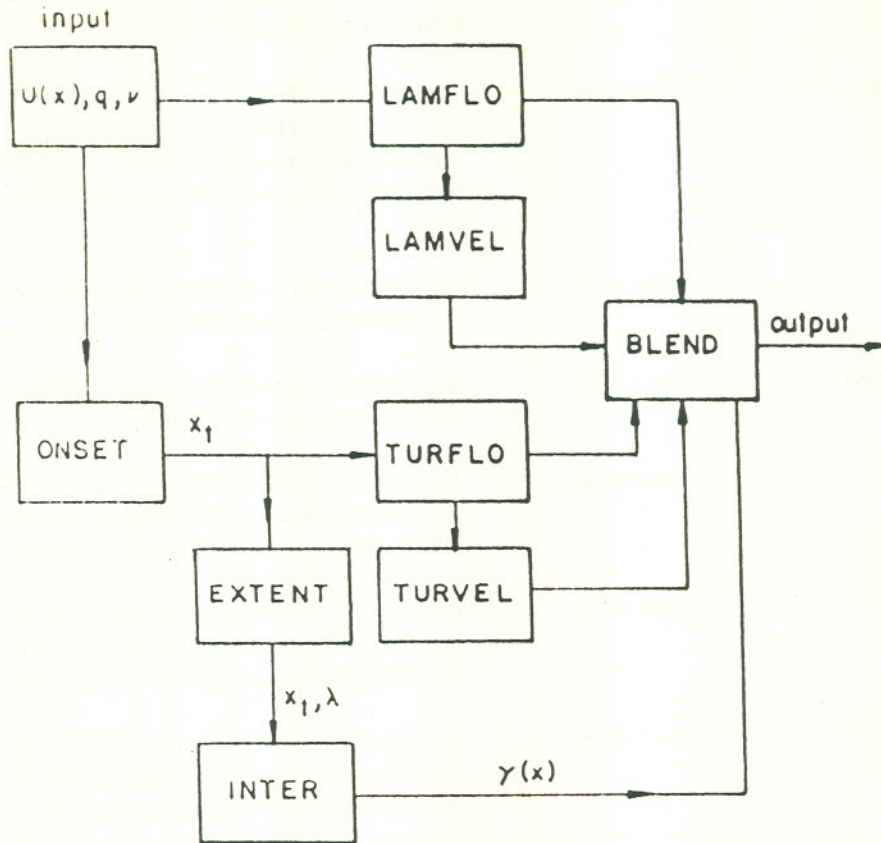 input
U(x), q, ν
LAMFLO
LAMVEL
BLEND
output
ONSET
x_t
TURFLO
EXTENT
TURVEL
x_t, λ
INTER
γ(x)